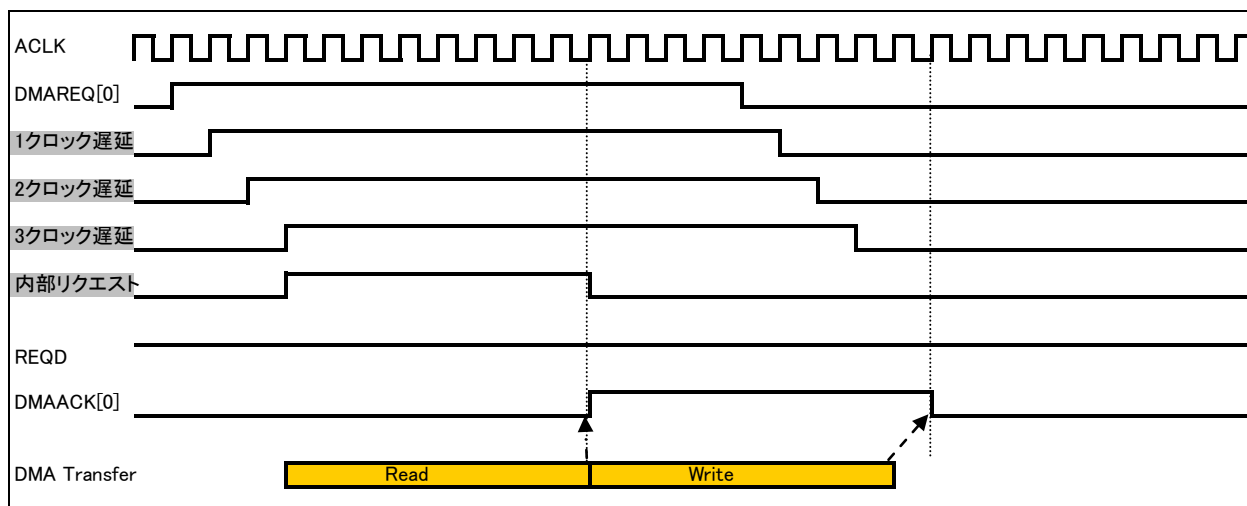 ACLK
DMAREQ[0]
1クロック遅延
2クロック遅延
3クロック遅延
内部リクエスト
REQD
DMAACK[0]
DMA Transfer Read Write